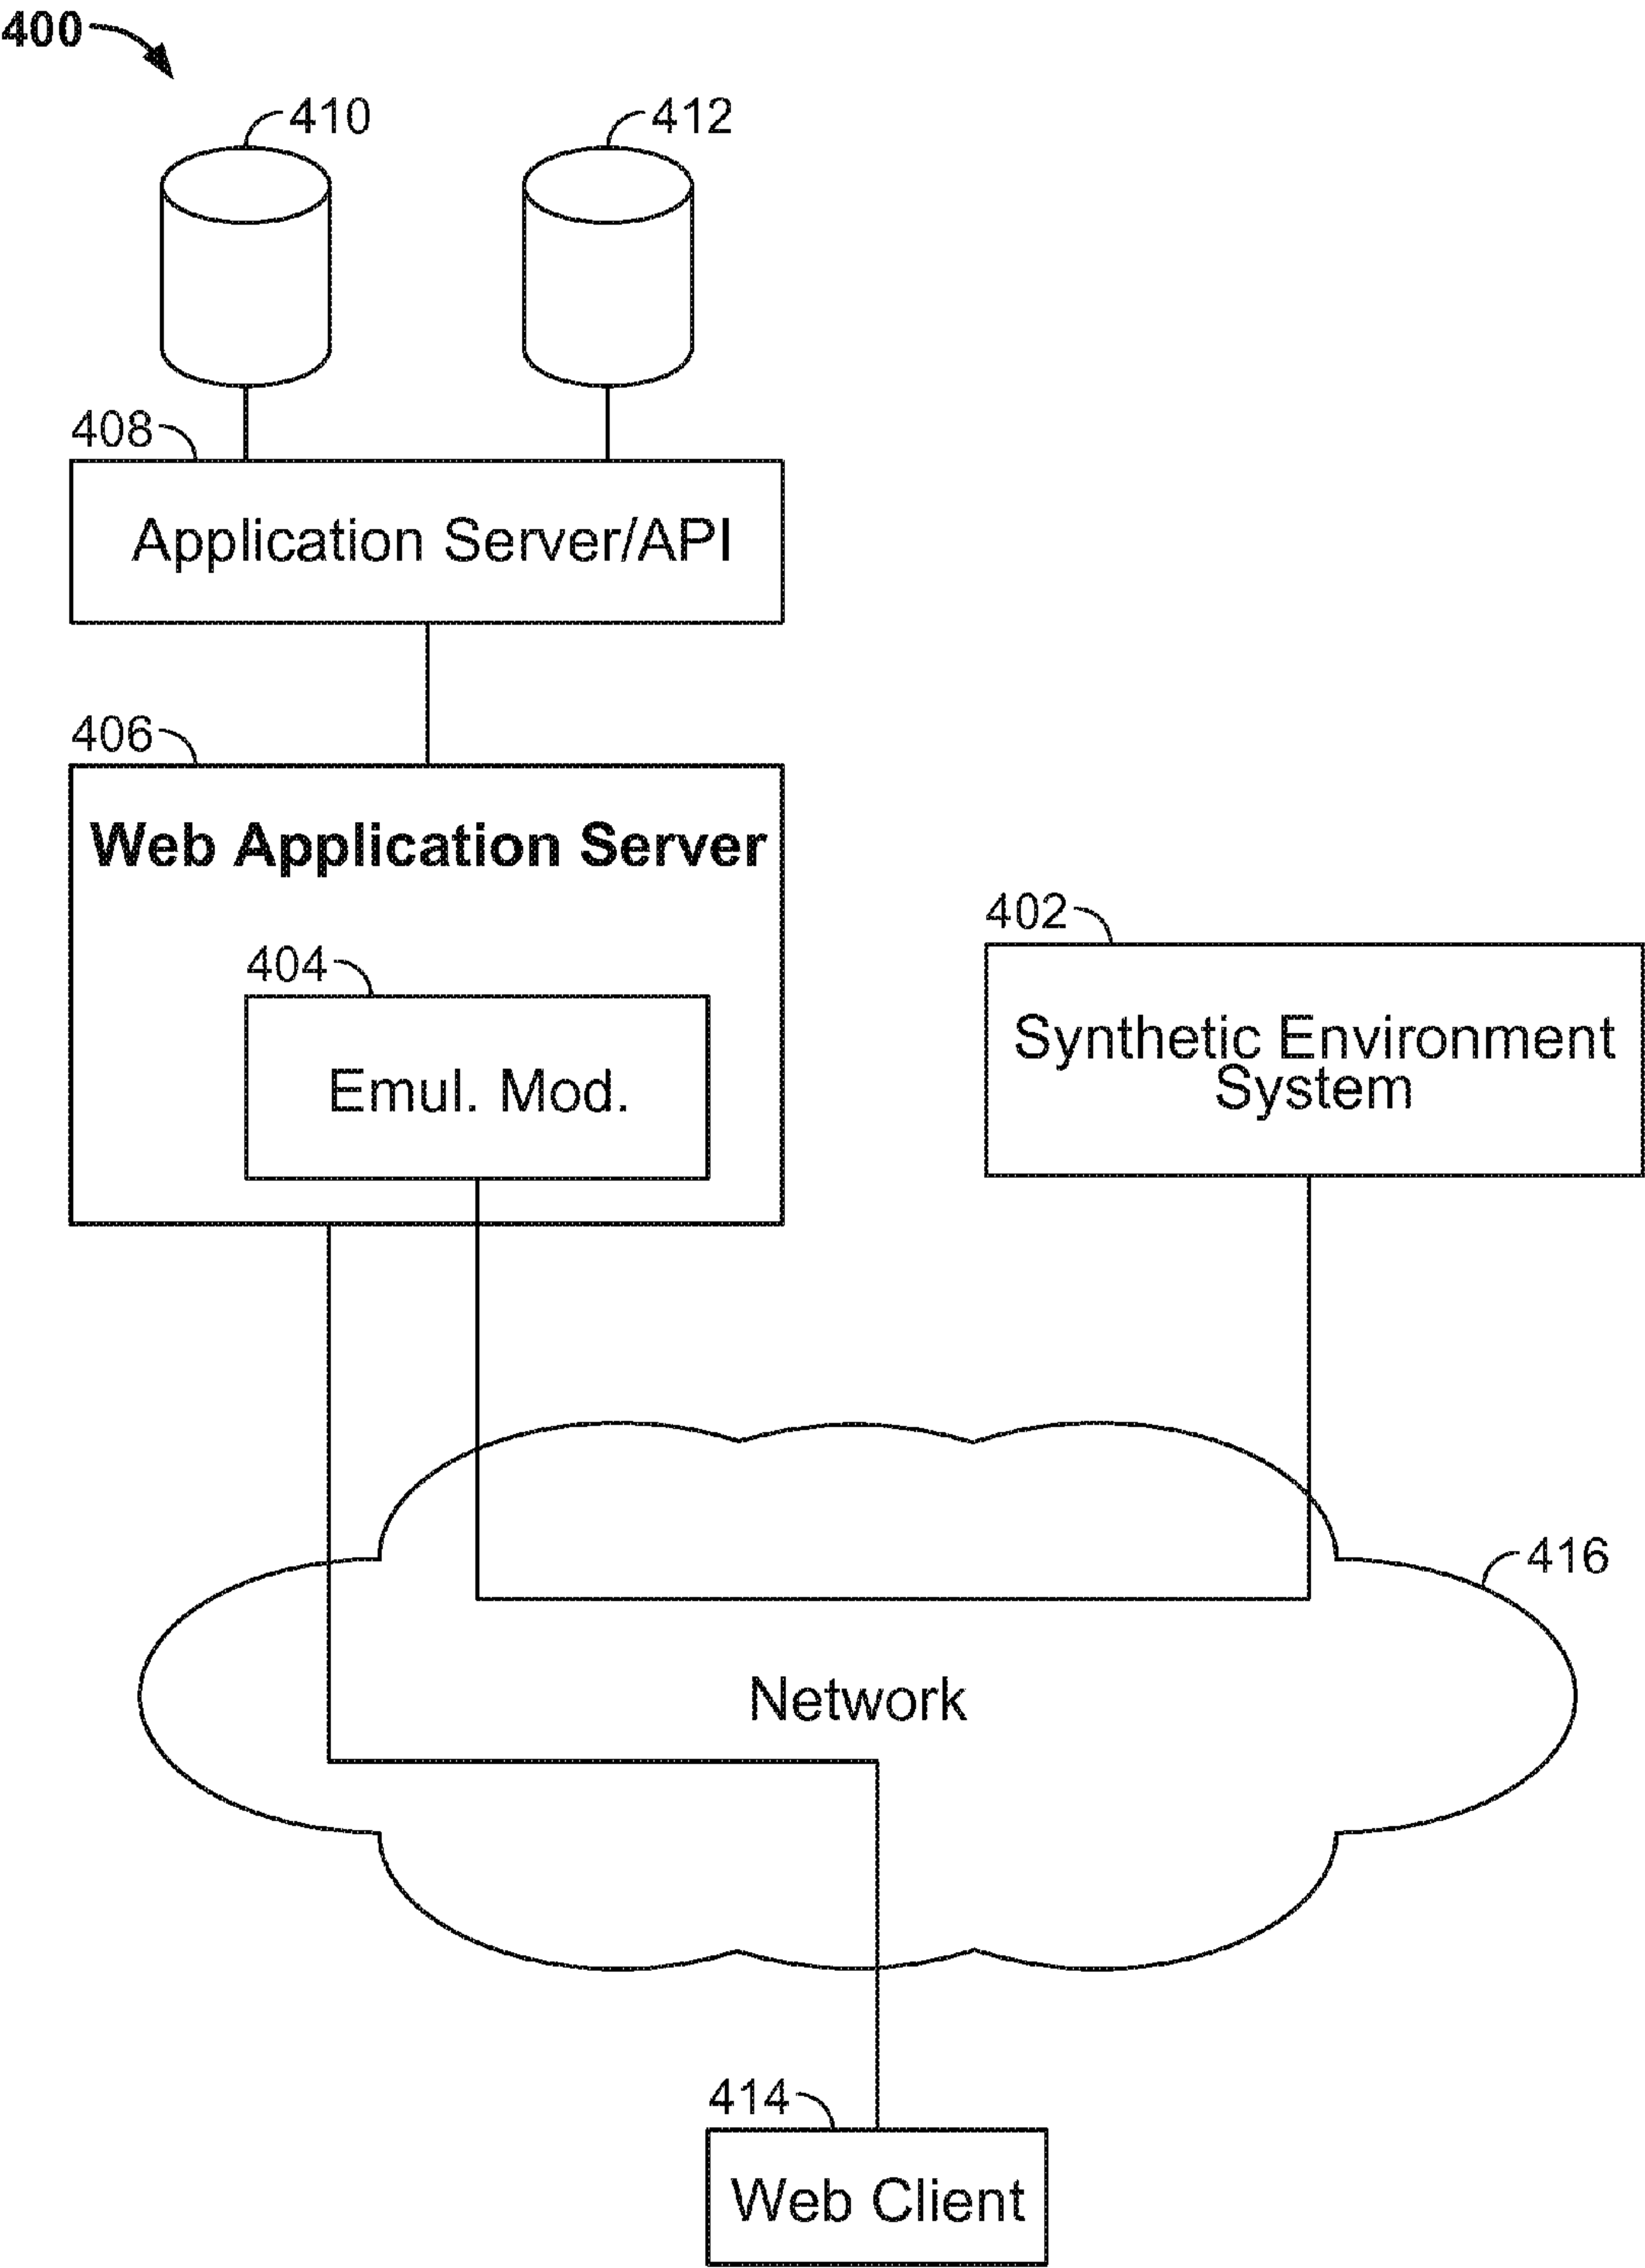 400
410
412
408
Application Server/API
406
Web Application Server
404
Emul. Mod.
402
Synthetic Environment
System
416
Network
414
Web Client